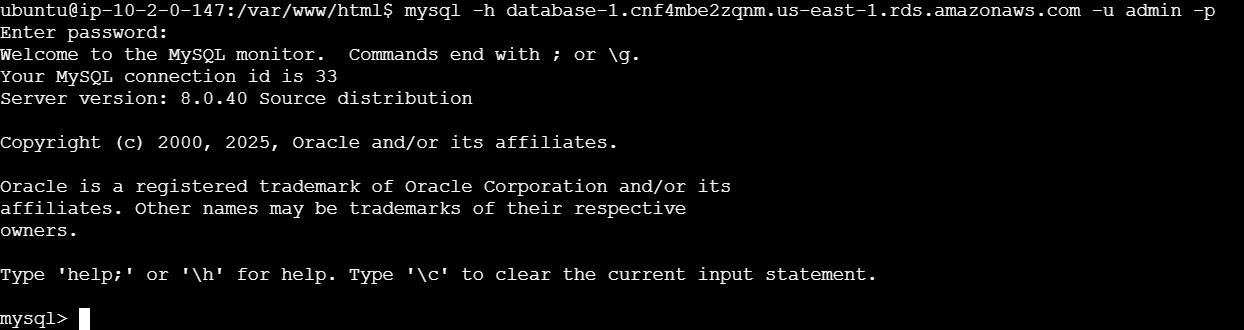 ubuntu@ip-10-2-0-147:/var/www/html$ mysql -h database-1.cnf4mbe2zqnm.us-east-1.rds.amazonaws.com -u admin -p
Enter password:
Welcome to the MySQL monitor.  Commands end with ; or \g.
Your MySQL connection id is 33
Server version: 8.0.40 Source distribution
Copyright (c) 2000, 2025, Oracle and/or its affiliates.
Oracle is a registered trademark of Oracle Corporation and/or its
affiliates. Other names may be trademarks of their respective
owners.
Type 'help;' or '\h' for help. Type '\c' to clear the current input statement.
mysql>